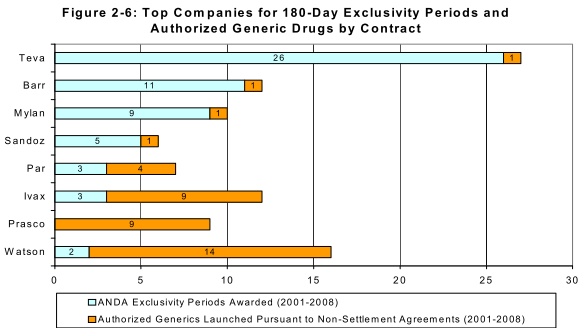 Figure 2-6: Top Companies for 180-Day Exclusivity Periods and
Authorized Generic Drugs by Contract
Teva 26 1
Barr 11 1
Mylan 9 1
Sandoz 5 1
Par 3 4
Ivax 3 9
Prasco 9
Watson 2 14
0 5 10 15 20 25 30
ANDA Exclusivity Periods Awarded (2001-2008)
Authorized Generics Launched Pursuant to Non-Settlement Agreements (2001-2008)